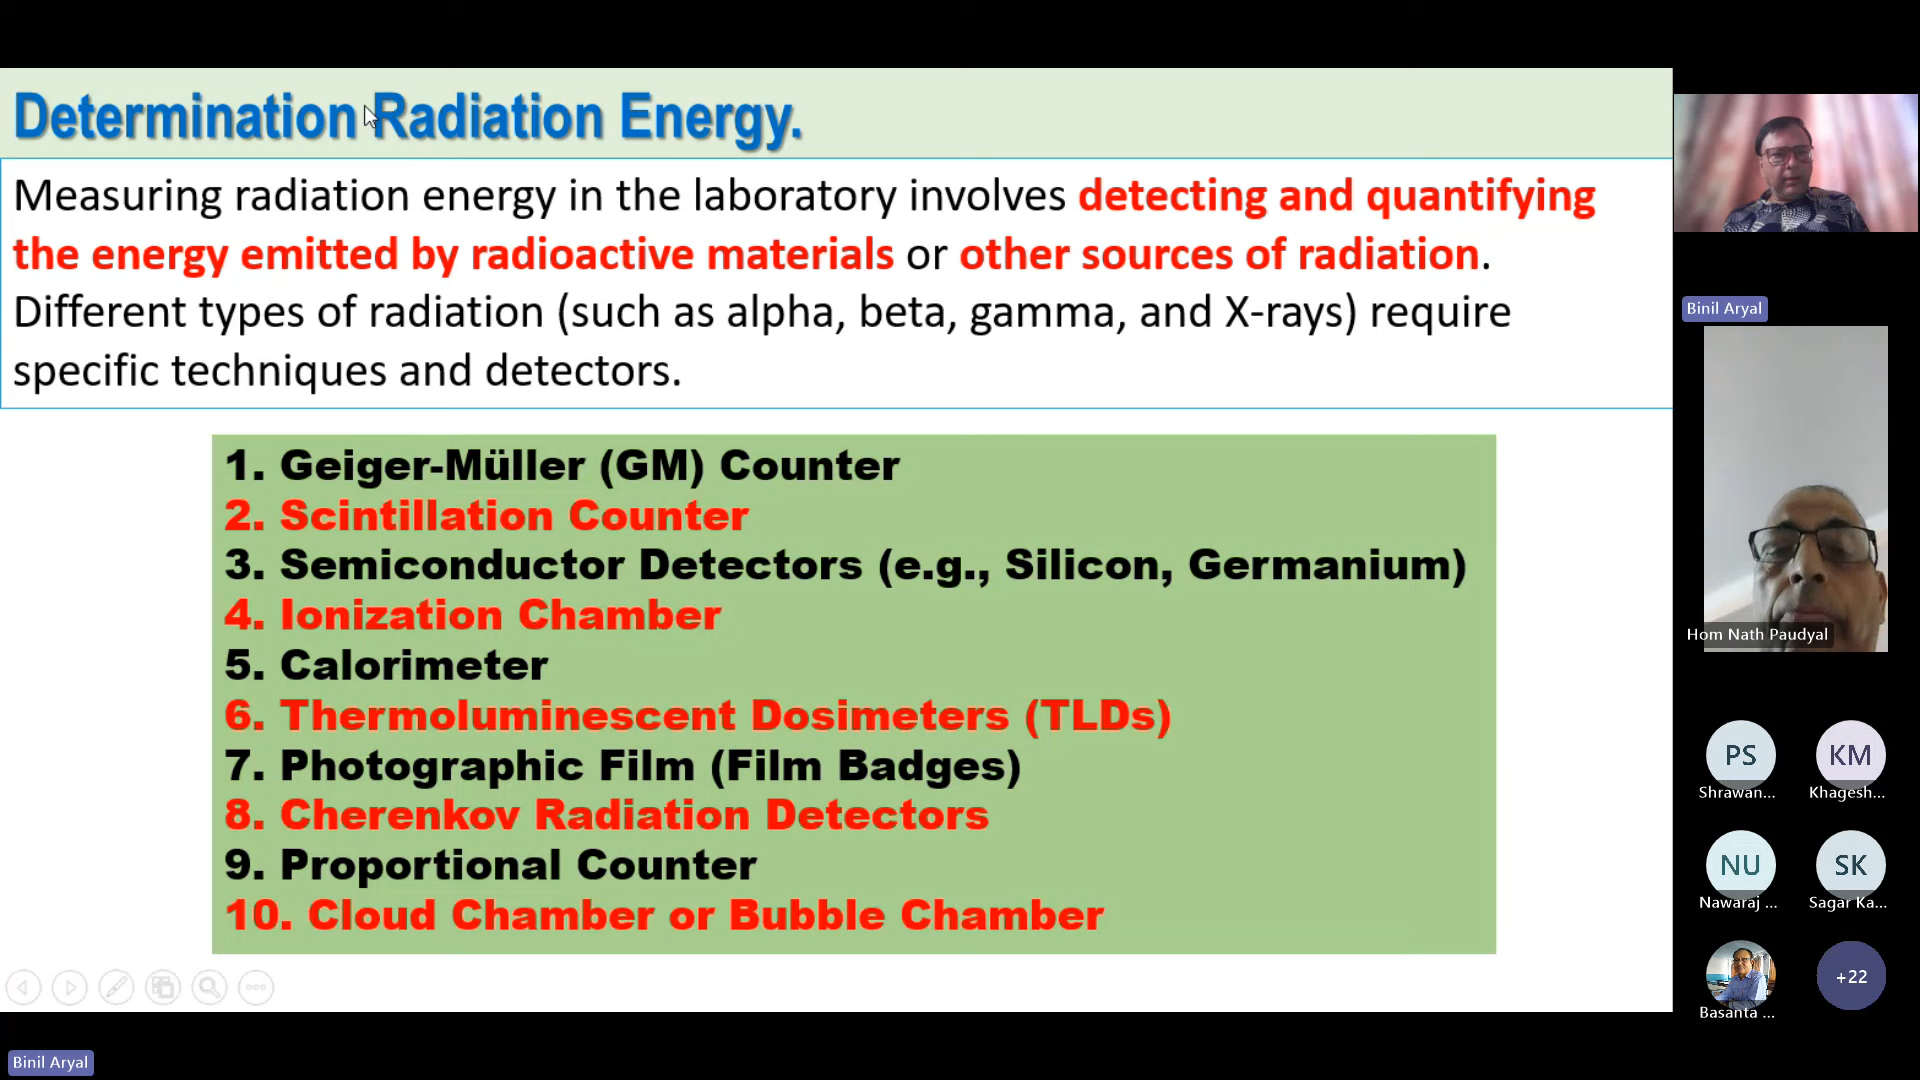 Determination Radiation Energy.
Measuring radiation energy in the laboratory involves detecting and quantifying
the energy emitted by radioactive materials or other sources of radiation.
Different types of radiation (such as alpha, beta, gamma, and X-rays) require
specific techniques and detectors.
1. Geiger-Müller (GM) Counter
2. Scintillation Counter
3. Semiconductor Detectors (e.g., Silicon, Germanium)
4. Ionization Chamber
5. Calorimeter
6. Thermoluminescent Dosimeters (TLDs)
7. Photographic Film (Film Badges)
8. Cherenkov Radiation Detectors
9. Proportional Counter
10. Cloud Chamber or Bubble Chamber
Binil Aryal
Binil Aryal
Hom Nath Paudyal
PS
KM
Shrawan...
Khagesh...
NU
SK
Nawaraj ...
Sagar Ka...
+22
Basanta ...